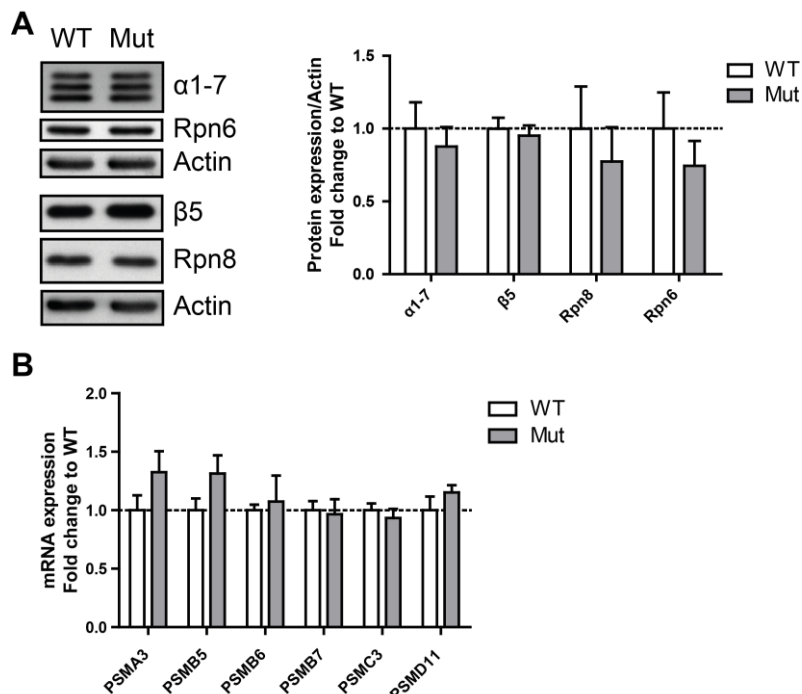 A
WT Mut
α1-7
Rpn6
Actin
β5
Rpn8
Actin
Protein expression/Actin
Fold change to WT
1.5
1.0
0.5
0.0
α1-7
β5
Rpn8
Rpn6
WT
Mut
B
mRNA expression
Fold change to WT
2.0
1.5
1.0
0.5
0.0
PSMA3
PSMB5
PSMB6
PSMB7
PSMC3
PSMD11
WT
Mut